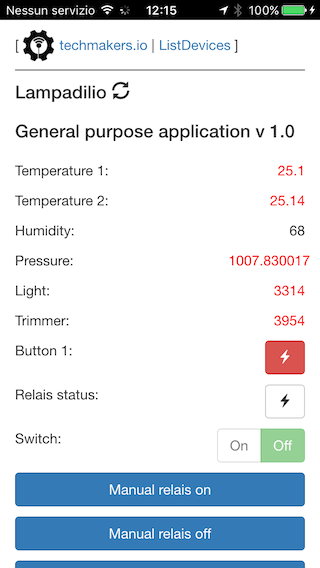 Nessun servizio 12:15 100%
[ techmakers.io | ListDevices ]
Lampadilio
General purpose application v 1.0
Temperature 1: 25.1
Temperature 2: 25.14
Humidity: 68
Pressure: 1007.830017
Light: 3314
Trimmer: 3954
Button 1:
Relais status:
Switch: On Off
Manual relais on
Manual relais off